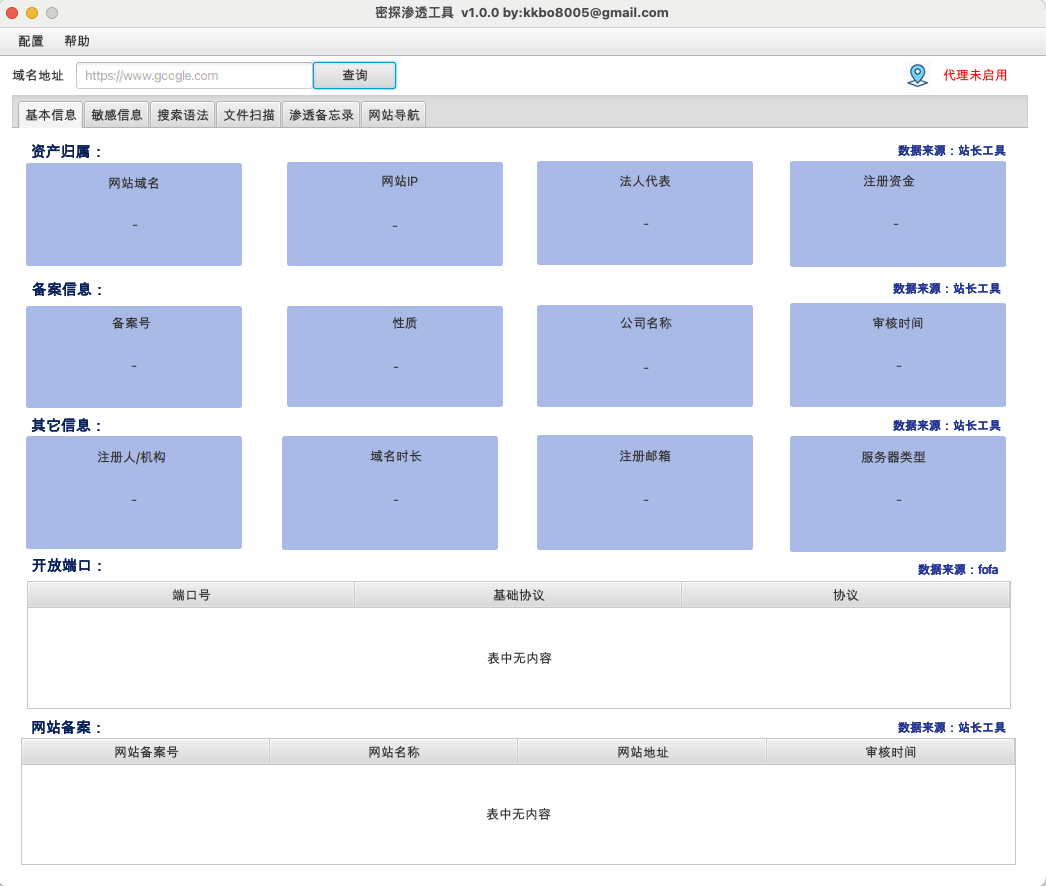 密探渗透工具 v1.0.0 by:kkbo8005@gmail.com
配置 帮助
域名地址 https://www.google.com 查询 代理未启用
基本信息 敏感信息 搜索语法 文件扫描 渗透备忘录 网站导航
资产归属： 数据来源：站长工具
网站域名 网站IP 法人代表 注册资金
- - - -
备案信息： 数据来源：站长工具
备案号 性质 公司名称 审核时间
- - - -
其它信息： 数据来源：站长工具
注册人/机构 域名时长 注册邮箱 服务器类型
- - - -
开放端口： 数据来源：fofa
端口号 基础协议 协议
表中无内容
网站备案： 数据来源：站长工具
网站备案号 网站名称 网站地址 审核时间
表中无内容